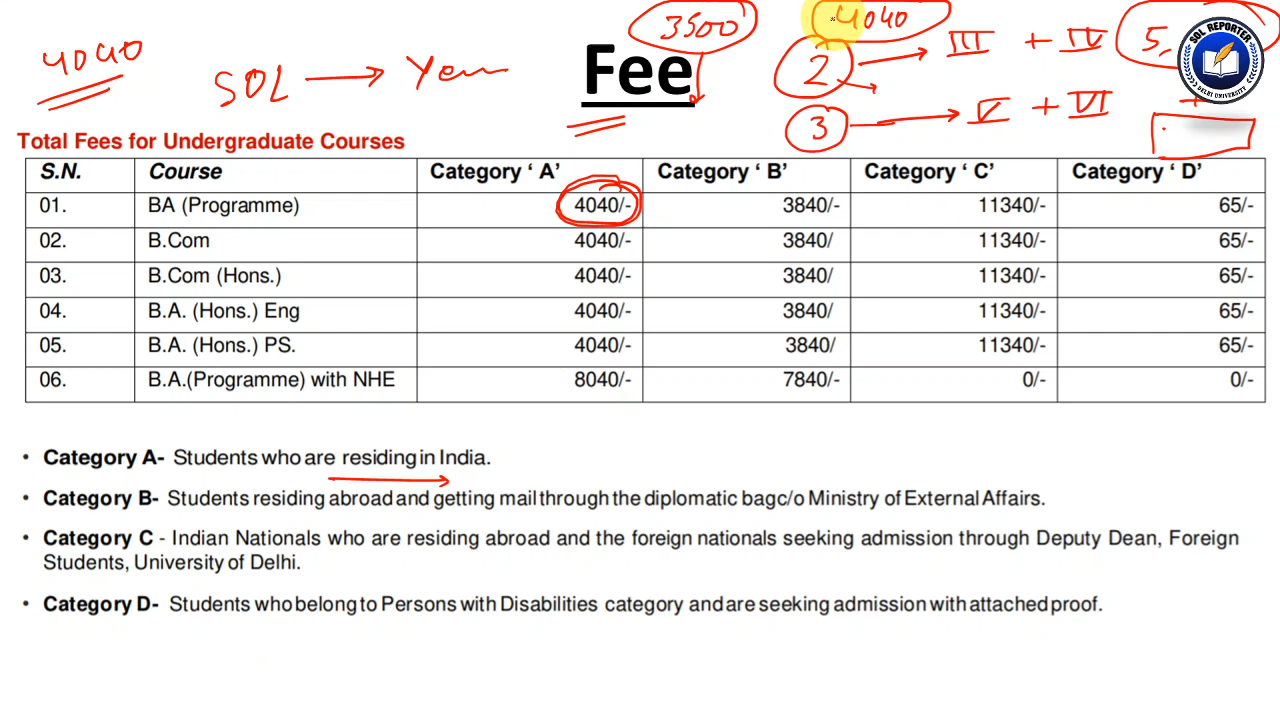 3500
4040
4040
SOL → Year
Fee
2 → III + IV
5,
SOL REPORTER
DELHI UNIVERSITY
3 → V + VI
+
Total Fees for Undergraduate Courses
S.N. Course Category ‘ A’ Category ‘ B’ Category ‘ C’ Category ‘ D’
01. BA (Programme) 4040/- 3840/- 11340/- 65/-
02. B.Com 4040/- 3840/ 11340/- 65/-
03. B.Com (Hons.) 4040/- 3840/ 11340/- 65/-
04. B.A. (Hons.) Eng 4040/- 3840/ 11340/- 65/-
05. B.A. (Hons.) PS. 4040/- 3840/ 11340/- 65/-
06. B.A.(Programme) with NHE 8040/- 7840/- 0/- 0/-
• Category A- Students who are residing in India.
• Category B- Students residing abroad and getting mail through the diplomatic bagc/o Ministry of External Affairs.
• Category C - Indian Nationals who are residing abroad and the foreign nationals seeking admission through Deputy Dean, Foreign
Students, University of Delhi.
• Category D- Students who belong to Persons with Disabilities category and are seeking admission with attached proof.